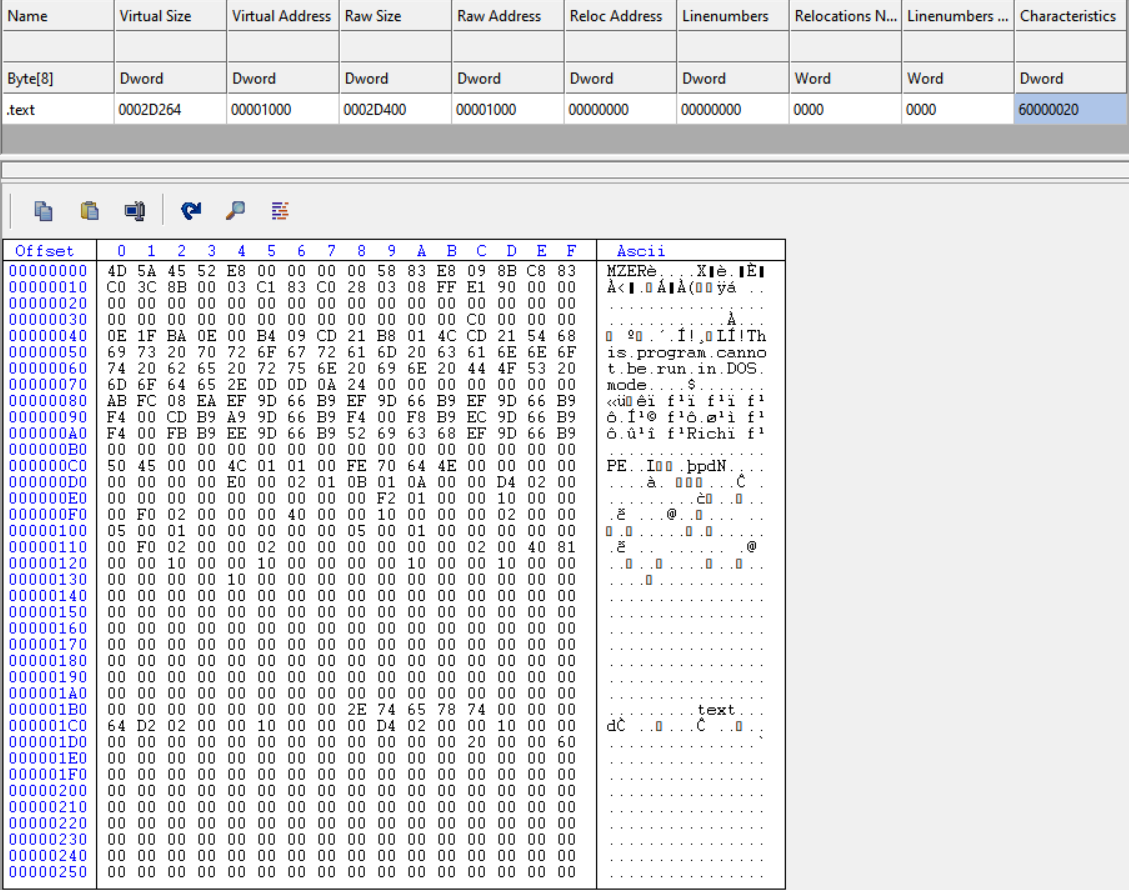 Name Virtual Size Virtual Address Raw Size Raw Address Reloc Address Linenumbers Relocations N... Linenumbers ... Characteristics
Byte[8] Dword Dword Dword Dword Dword Dword Word Word Dword
.text 0002D264 00001000 0002D400 00001000 00000000 00000000 0000 0000 60000020
Offset 0 1 2 3 4 5 6 7 8 9 A B C D E F Ascii
00000000 4D 5A 45 52 E8 00 00 00 00 58 83 E8 09 8B C8 83 MZERè....X▮è.▮È▮
00000010 C0 3C 8B 00 03 C1 83 C0 28 03 08 FF E1 90 00 00 À<▮.▯Á▮À(▯▯ÿá ..
00000020 00 00 00 00 00 00 00 00 00 00 00 00 00 00 00 00 ................
00000030 00 00 00 00 00 00 00 00 00 00 00 00 C0 00 00 00 ............À...
00000040 0E 1F BA 0E 00 B4 09 CD 21 B8 01 4C CD 21 54 68 ▯ º▯.´.Í!¸▯LÍ!Th
00000050 69 73 20 70 72 6F 67 72 61 6D 20 63 61 6E 6E 6F is.program.canno
00000060 74 20 62 65 20 72 75 6E 20 69 6E 20 44 4F 53 20 t.be.run.in.DOS.
00000070 6D 6F 64 65 2E 0D 0D 0A 24 00 00 00 00 00 00 00 mode....$.......
00000080 AB FC 08 EA EF 9D 66 B9 EF 9D 66 B9 EF 9D 66 B9 «ü▯êï f¹ï f¹ï f¹
00000090 F4 00 CD B9 A9 9D 66 B9 F4 00 F8 B9 EC 9D 66 B9 ô.Í¹© f¹ô.ø¹ì f¹
000000A0 F4 00 FB B9 EE 9D 66 B9 52 69 63 68 EF 9D 66 B9 ô.û¹î f¹Richï f¹
000000B0 00 00 00 00 00 00 00 00 00 00 00 00 00 00 00 00 ................
000000C0 50 45 00 00 4C 01 01 00 FE 70 64 4E 00 00 00 00 PE..L▯▯.þpdN....
000000D0 00 00 00 00 E0 00 02 01 0B 01 0A 00 00 D4 02 00
000000E0 00 00 00 00 00 00 00 00 00 F2 01 00 00 10 00 00
000000F0 00 F0 02 00 00 00 40 00 00 10 00 00 00 02 00 00
00000100 05 00 01 00 00 00 00 00 05 00 01 00 00 00 00 00
00000110 00 F0 02 00 00 02 00 00 00 00 00 00 02 00 40 81
00000120 00 00 10 00 00 10 00 00 00 00 10 00 00 10 00 00
00000130 00 00 00 00 10 00 00 00 00 00 00 00 00 00 00 00
00000140 00 00 00 00 00 00 00 00 00 00 00 00 00 00 00 00 ................
00000150 00 00 00 00 00 00 00 00 00 00 00 00 00 00 00 00 ................
00000160 00 00 00 00 00 00 00 00 00 00 00 00 00 00 00 00 ................
00000170 00 00 00 00 00 00 00 00 00 00 00 00 00 00 00 00 ................
00000180 00 00 00 00 00 00 00 00 00 00 00 00 00 00 00 00 ................
00000190 00 00 00 00 00 00 00 00 00 00 00 00 00 00 00 00 ................
000001A0 00 00 00 00 00 00 00 00 00 00 00 00 00 00 00 00 ................
000001B0 00 00 00 00 00 00 00 00 2E 74 65 78 74 00 00 00 .........text...
000001C0 64 D2 02 00 00 10 00 00 00 D4 02 00 00 10 00 00
000001D0 00 00 00 00 00 00 00 00 00 00 00 00 20 00 00 60 ...............`
000001E0 00 00 00 00 00 00 00 00 00 00 00 00 00 00 00 00 ................
000001F0 00 00 00 00 00 00 00 00 00 00 00 00 00 00 00 00 ................
00000200 00 00 00 00 00 00 00 00 00 00 00 00 00 00 00 00 ................
00000210 00 00 00 00 00 00 00 00 00 00 00 00 00 00 00 00 ................
00000220 00 00 00 00 00 00 00 00 00 00 00 00 00 00 00 00 ................
00000230 00 00 00 00 00 00 00 00 00 00 00 00 00 00 00 00 ................
00000240 00 00 00 00 00 00 00 00 00 00 00 00 00 00 00 00 ................
00000250 00 00 00 00 00 00 00 00 00 00 00 00 00 00 00 00 ................